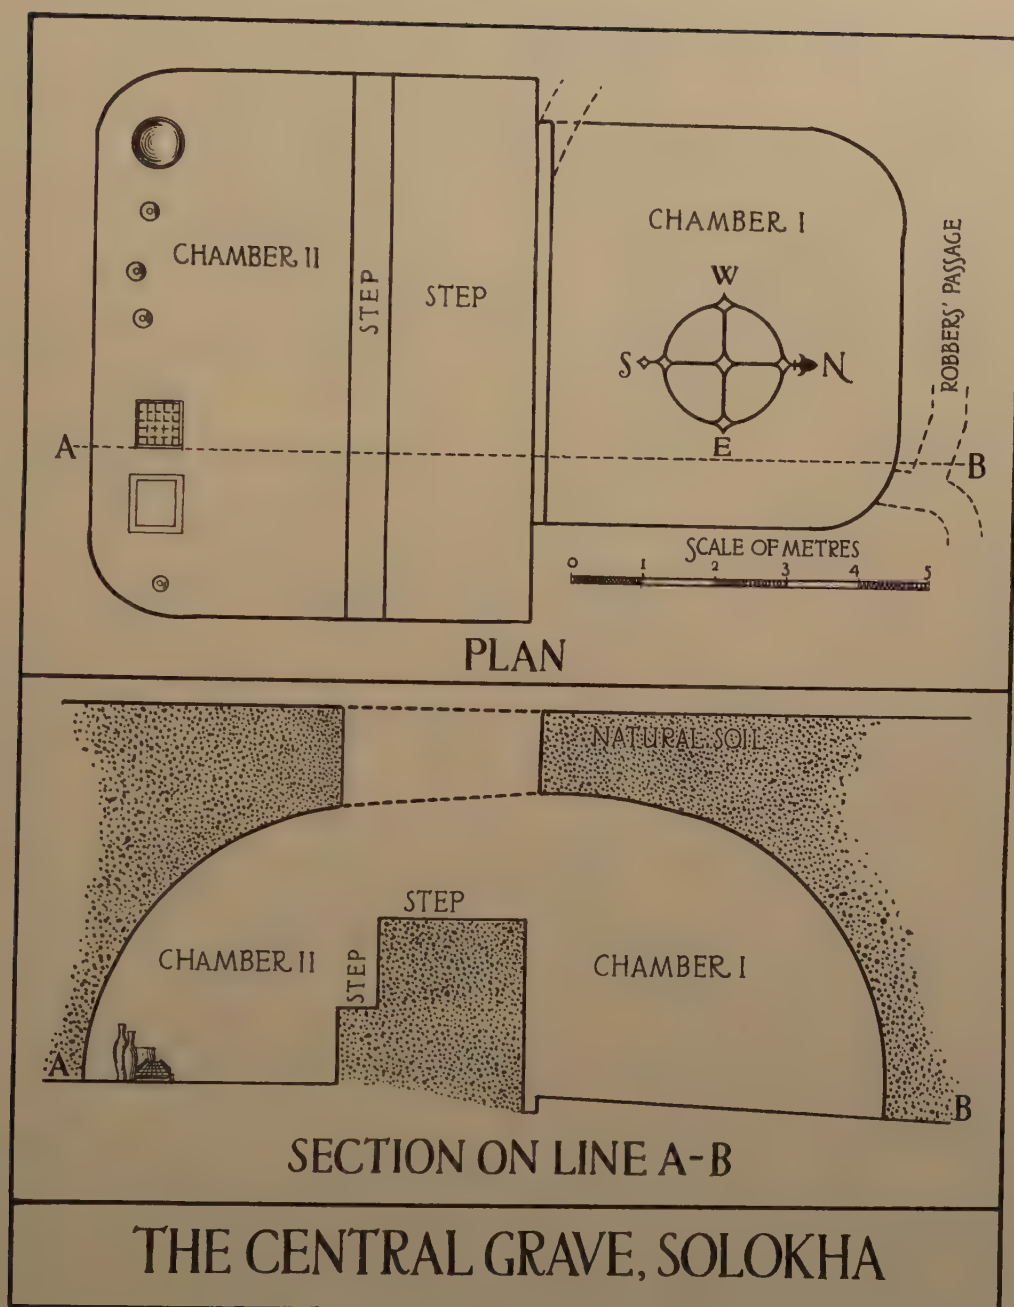 CHAMBER II
STEP
STEP
CHAMBER I
W
S
N
E
ROBBERS' PASSAGE
A
B
SCALE OF METRES
0 1 2 3 4 5
PLAN
NATURAL SOIL
STEP
CHAMBER II
STEP
CHAMBER I
A
B
SECTION ON LINE A-B
THE CENTRAL GRAVE, SOLOKHA